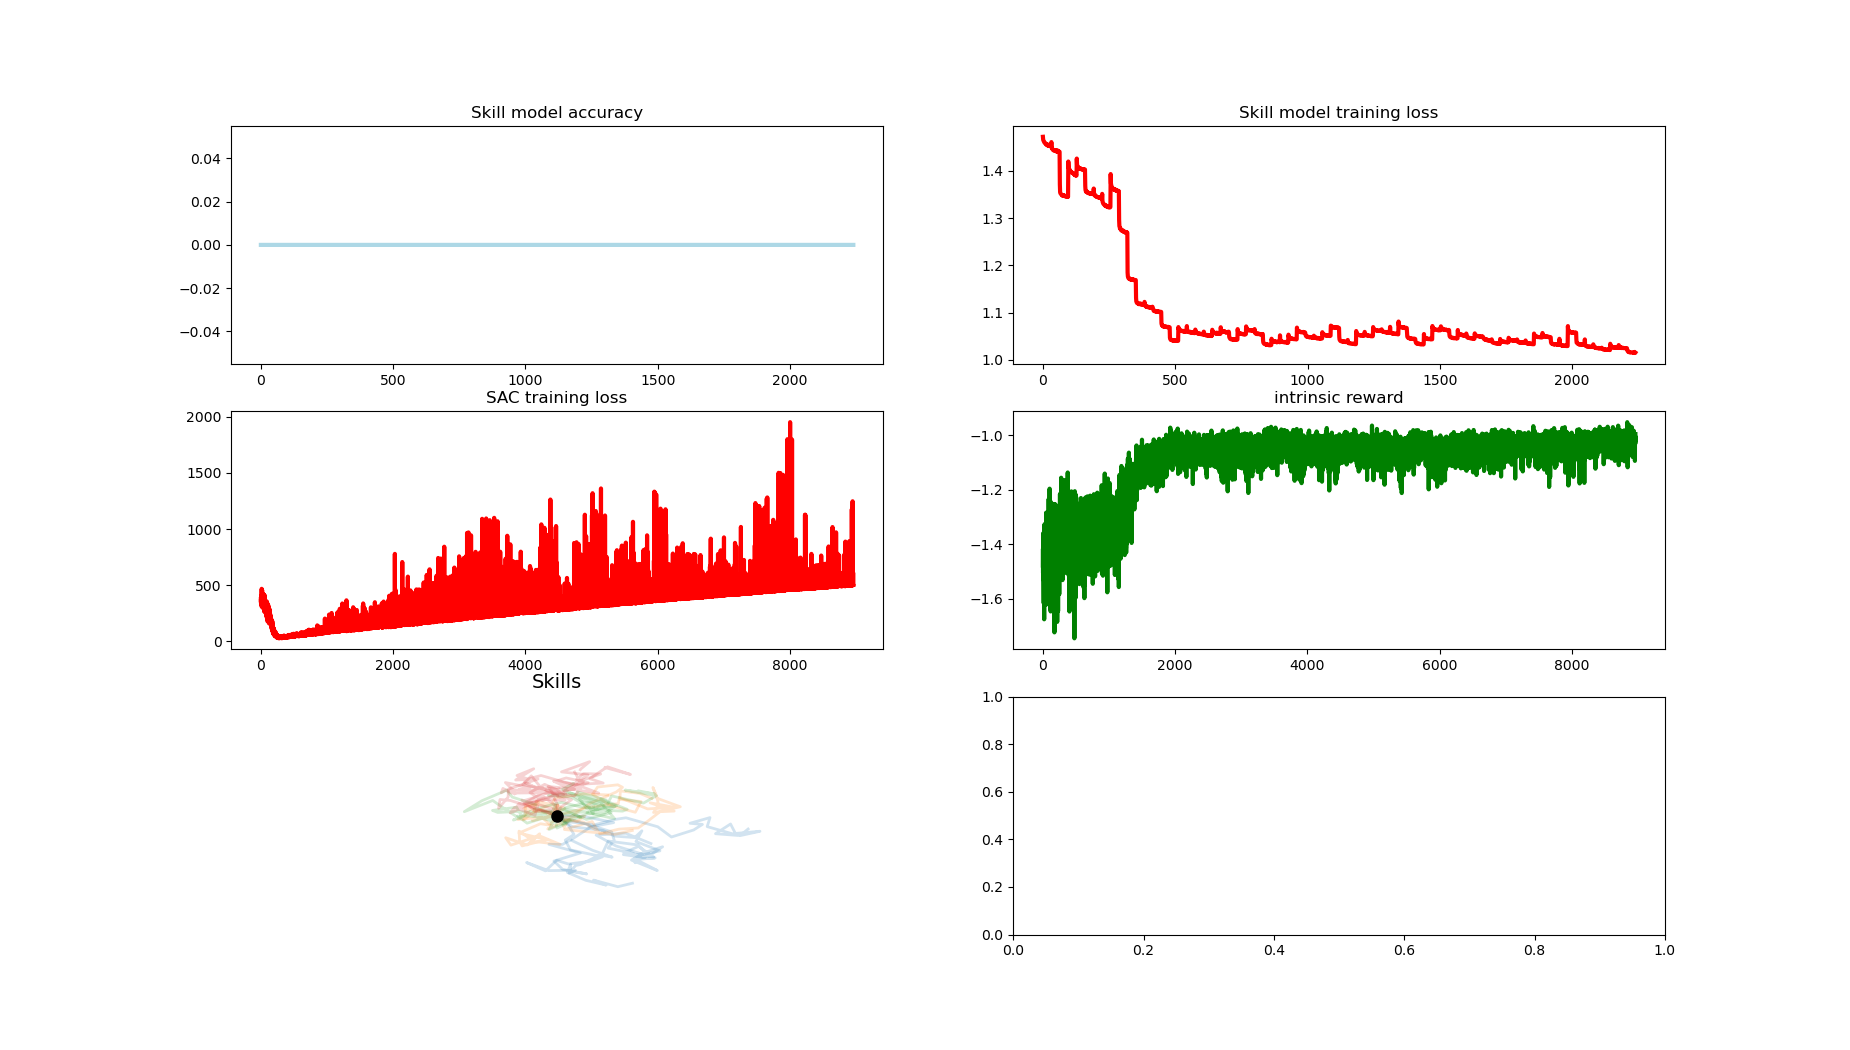 Skill model accuracy
0.04
0.02
0.00
−0.02
−0.04
0 500 1000 1500 2000
Skill model training loss
1.4
1.3
1.2
1.1
1.0
0 500 1000 1500 2000
SAC training loss
2000
1500
1000
500
0
0 2000 4000 6000 8000
intrinsic reward
−1.0
−1.2
−1.4
−1.6
0 2000 4000 6000 8000
Skills
1.0
0.8
0.6
0.4
0.2
0.0
0.0 0.2 0.4 0.6 0.8 1.0